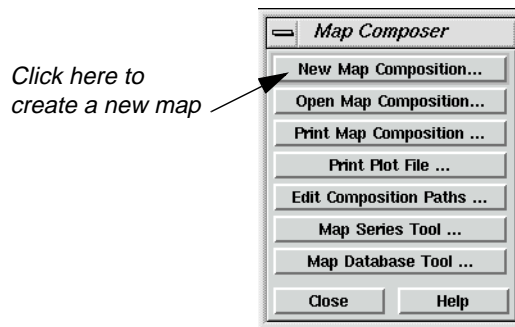 Map Composer
Click here to
create a new map
New Map Composition...
Open Map Composition...
Print Map Composition ...
Print Plot File ...
Edit Composition Paths ...
Map Series Tool ...
Map Database Tool ...
Close Help